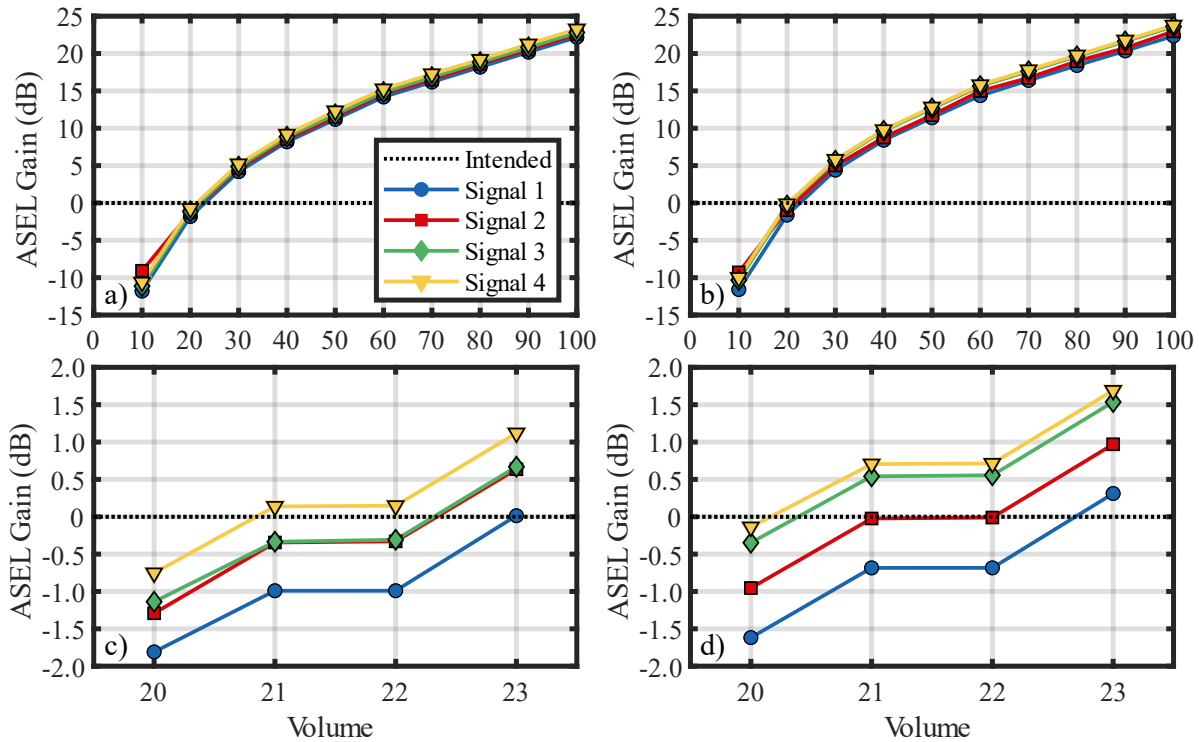 25
20
15
10
5
0
-5
-10
-15
ASEL Gain (dB)
a)
0 10 20 30 40 50 60 70 80 90 100
Intended
Signal 1
Signal 2
Signal 3
Signal 4
25
20
15
10
5
0
-5
-10
-15
ASEL Gain (dB)
b)
0 10 20 30 40 50 60 70 80 90 100
2.0
1.5
1.0
0.5
0
-0.5
-1.0
-1.5
-2.0
ASEL Gain (dB)
c)
20 21 22 23
Volume
2.0
1.5
1.0
0.5
0
-0.5
-1.0
-1.5
-2.0
ASEL Gain (dB)
d)
20 21 22 23
Volume